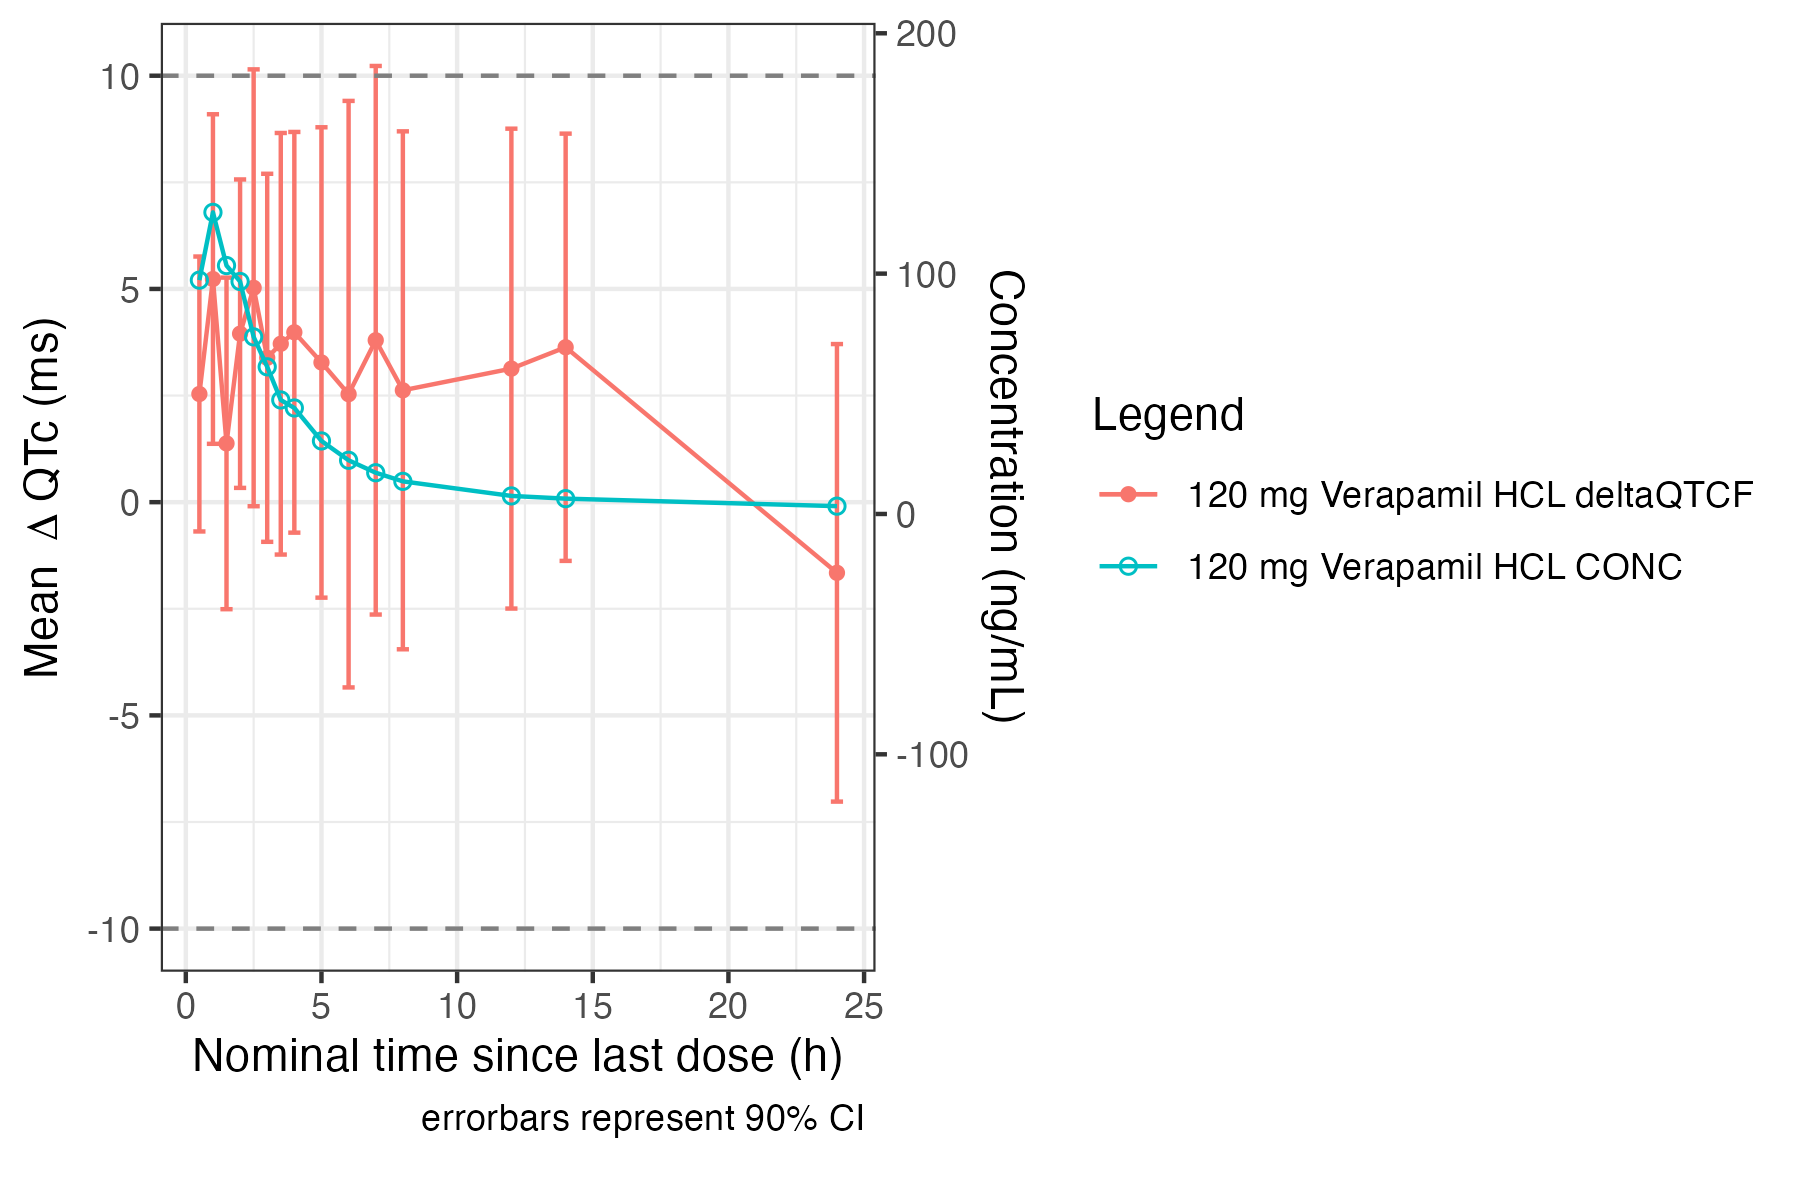 10
5
0
-5
-10
Mean Δ QTc (ms)
200
100
0
-100
Concentration (ng/mL)
0 5 10 15 20 25
Nominal time since last dose (h)
errorbars represent 90% CI
Legend
120 mg Verapamil HCL deltaQTCF
120 mg Verapamil HCL CONC